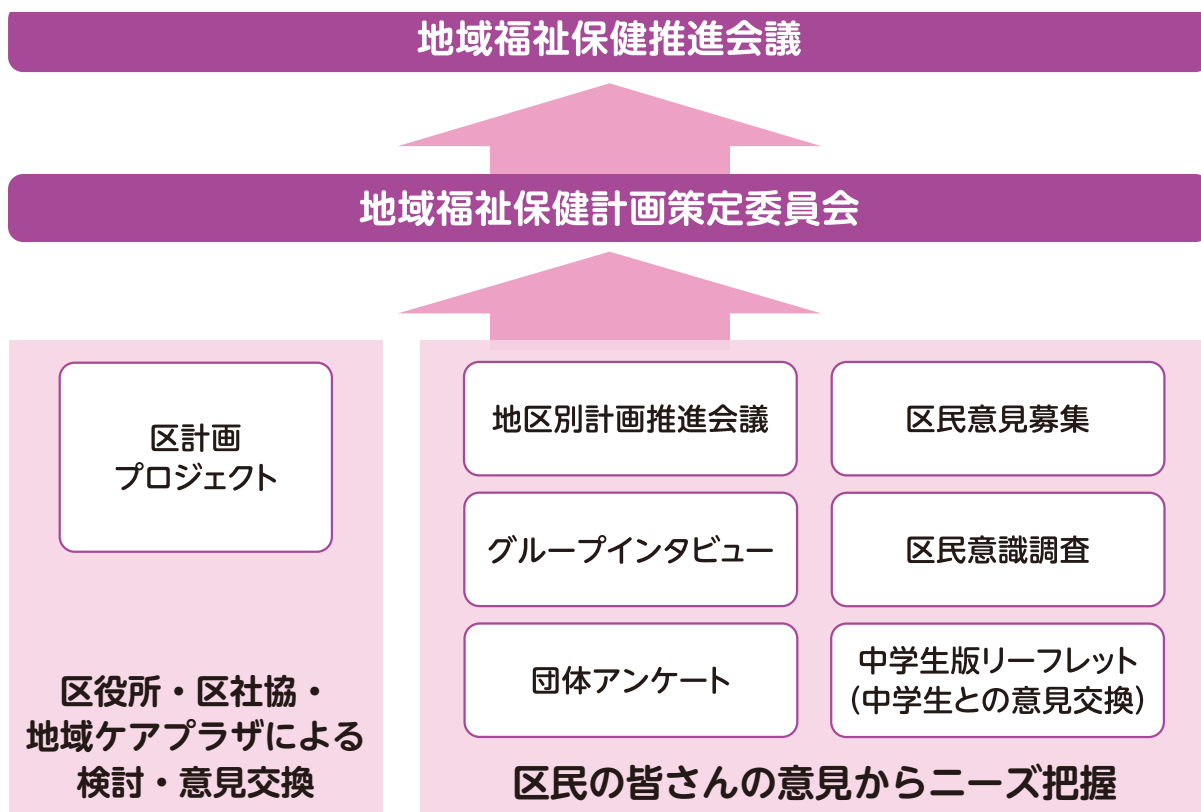 地域福祉保健推進会議
地域福祉保健計画策定委員会
区計画
プロジェクト
区役所・区社協・
地域ケアプラザによる
検討・意見交換
地区別計画推進会議
区民意見募集
グループインタビュー
区民意識調査
団体アンケート
中学生版リーフレット
(中学生との意見交換)
区民の皆さんの意見からニーズ把握